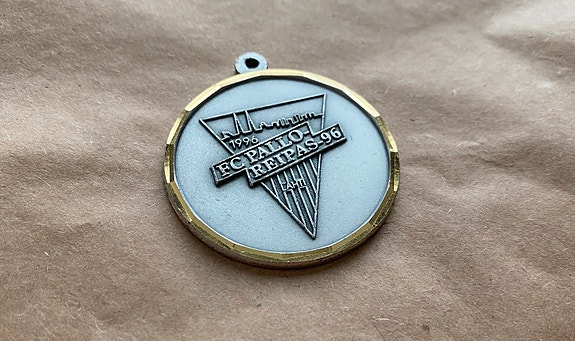 1996
FC PALLO-
REIPAS-96
LAHTI